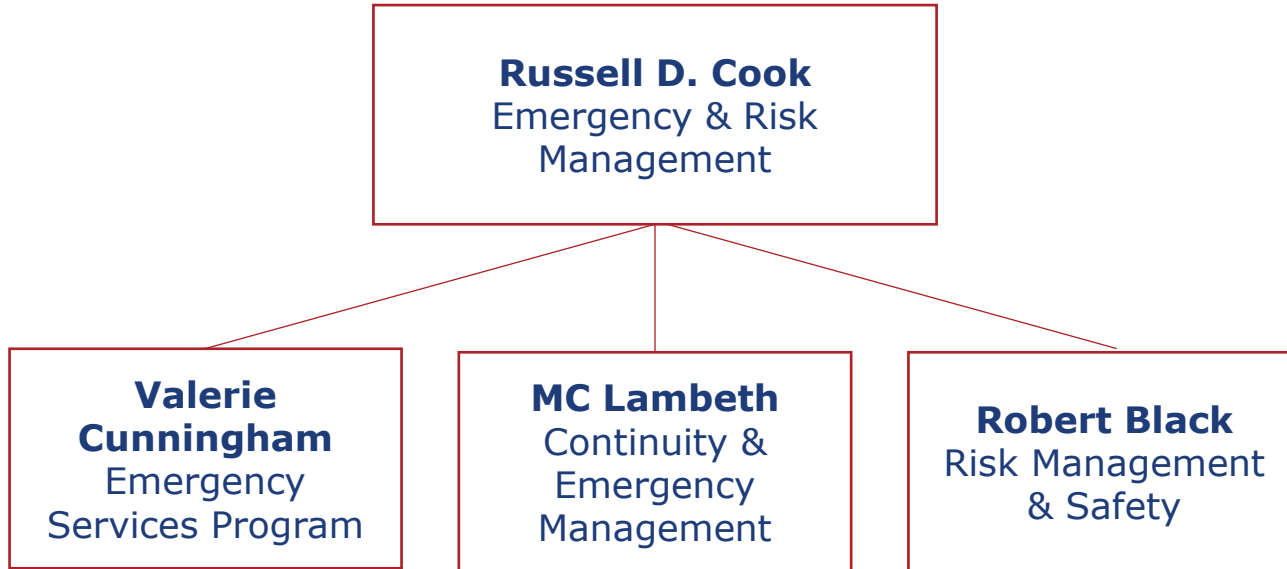 Russell D. Cook
Emergency & Risk
Management
Valerie
Cunningham
Emergency
Services Program
MC Lambeth
Continuity &
Emergency
Management
Robert Black
Risk Management
& Safety